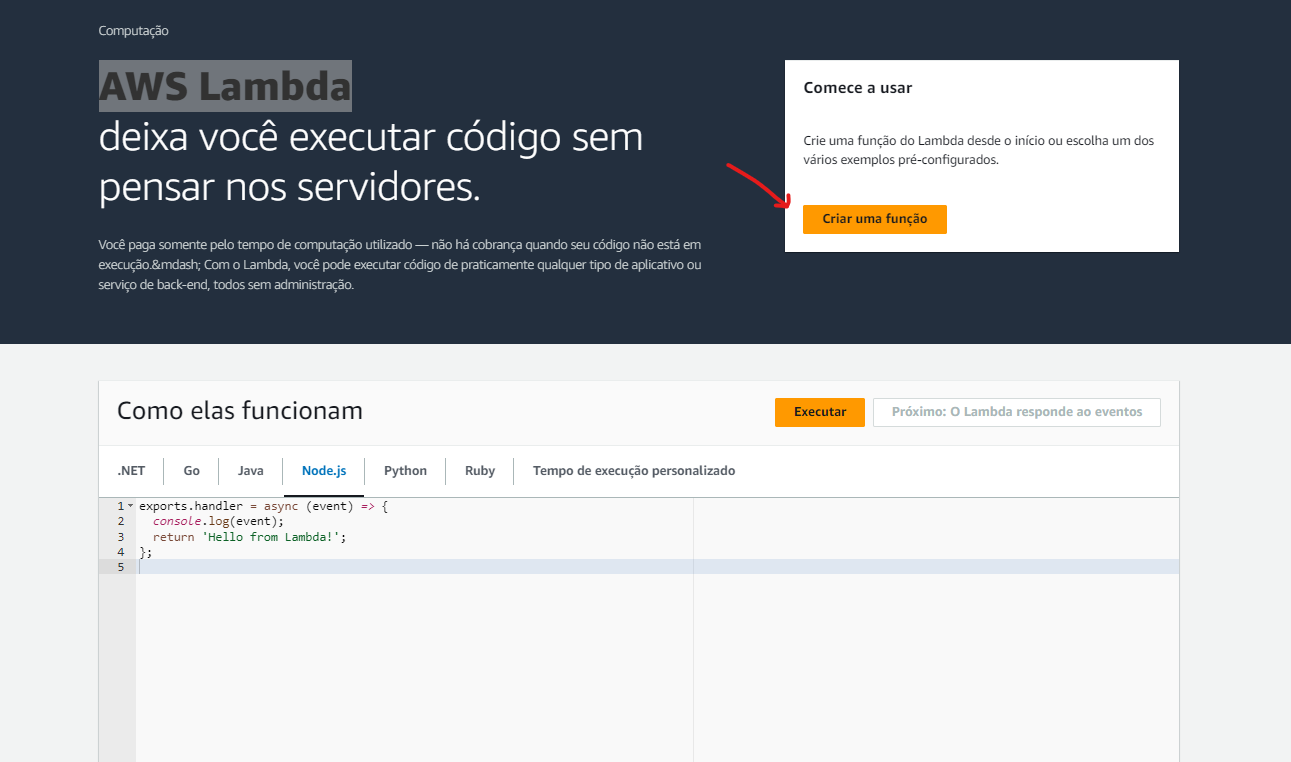 Computação
AWS Lambda
deixa você executar código sem
pensar nos servidores.
Você paga somente pelo tempo de computação utilizado — não há cobrança quando seu código não está em
execução.&mdash; Com o Lambda, você pode executar código de praticamente qualquer tipo de aplicativo ou
serviço de back-end, todos sem administração.
Comece a usar
Crie uma função do Lambda desde o início ou escolha um dos
vários exemplos pré-configurados.
Criar uma função
Como elas funcionam
Executar
Próximo: O Lambda responde ao eventos
.NET
Go
Java
Node.js
Python
Ruby
Tempo de execução personalizado
1 exports.handler = async (event) => {
2 console.log(event);
3 return 'Hello from Lambda!';
4 };
5